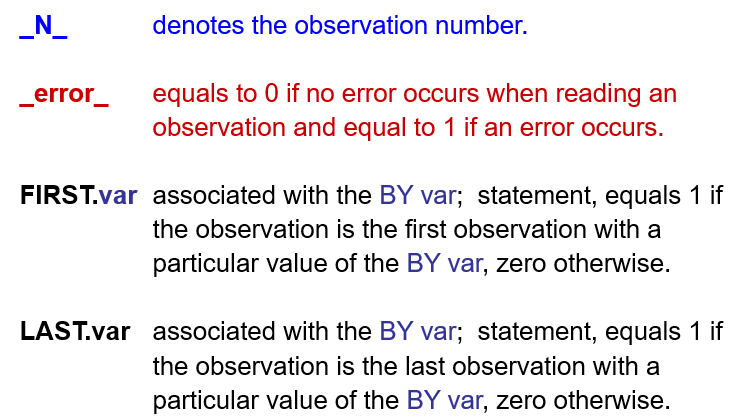 _N_ denotes the observation number.
_error_ equals to 0 if no error occurs when reading an
observation and equal to 1 if an error occurs.
FIRST.var associated with the BY var;  statement, equals 1 if
the observation is the first observation with a
particular value of the BY var, zero otherwise.
LAST.var associated with the BY var;  statement, equals 1 if
the observation is the last observation with a
particular value of the BY var, zero otherwise.